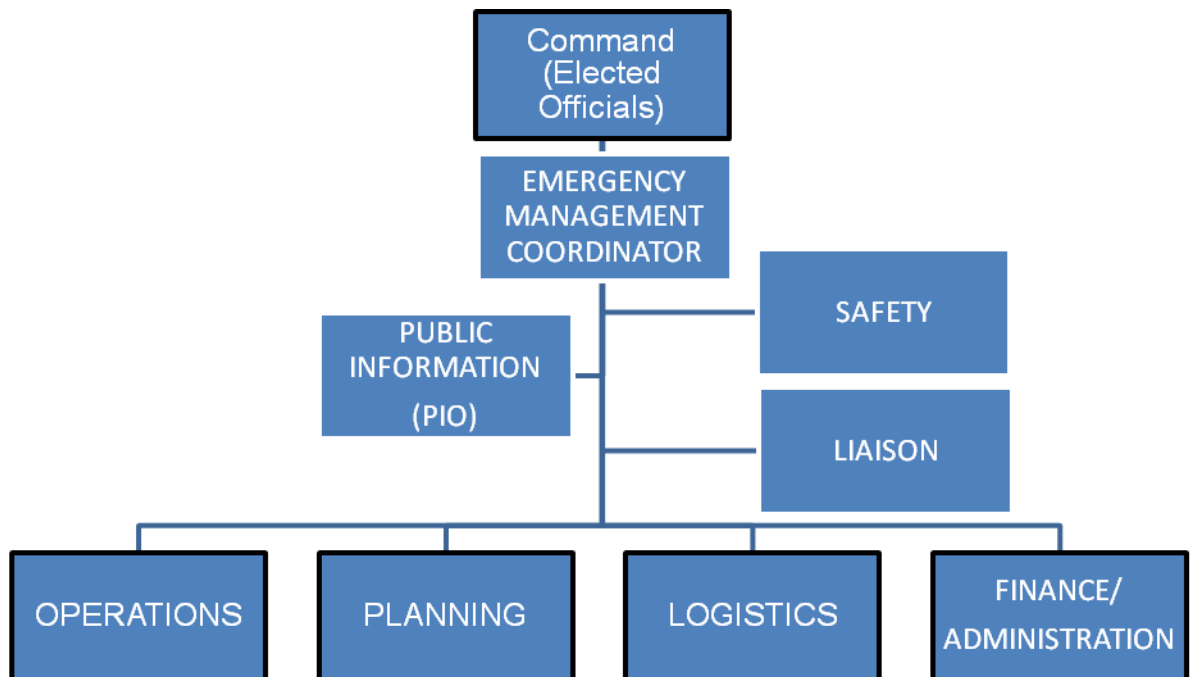 Command
(Elected
Officials)
EMERGENCY
MANAGEMENT
COORDINATOR
SAFETY
PUBLIC
INFORMATION
(PIO)
LIAISON
OPERATIONS
PLANNING
LOGISTICS
FINANCE/
ADMINISTRATION